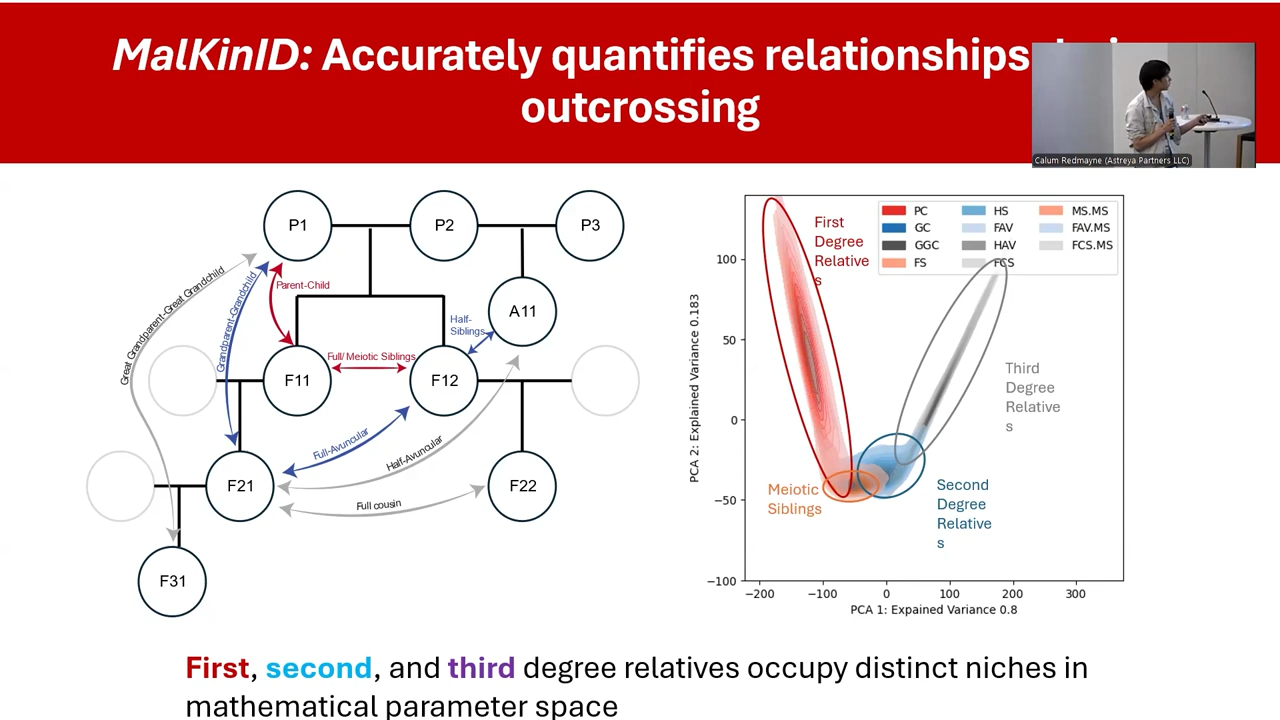 MalKinID: Accurately quantifies relationships
outcrossing
Calum Redmayne (Astreya Partners LLC)
P1
P2
P3
Parent-Child
Great Grandparent-Great Grandchild
Grandparent-Grandchild
Half-
Siblings
A11
Full/ Meiotic Siblings
F11
F12
Full-Avuncular
Half-Avuncular
Full cousin
F21
F22
F31
First
Degree
Relative
s
PC
GC
GGC
FS
HS
FAV
HAV
FCS
MS.MS
FAV.MS
FCS.MS
Third
Degree
Relative
s
Meiotic
Siblings
Second
Degree
Relative
s
PCA 2: Explained Variance 0.183
100
50
0
−50
−100
−200
−100
0
100
200
300
PCA 1: Expained Variance 0.8
First, second, and third degree relatives occupy distinct niches in
mathematical parameter space